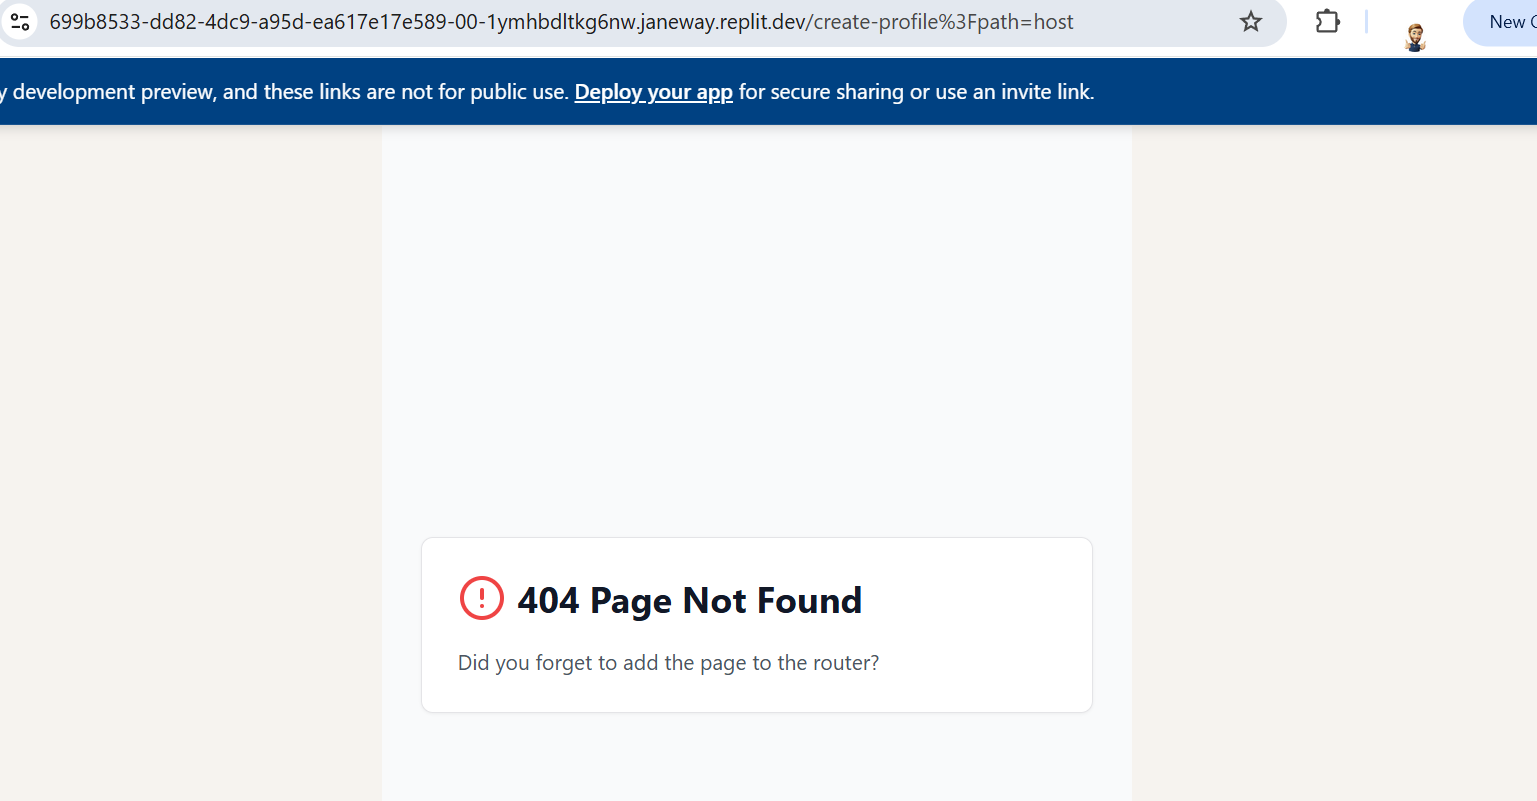 699b8533-dd82-4dc9-a95d-ea617e17e589-00-1ymhbdltkg6nw.janeway.replit.dev/create-profile%3Fpath=host
New
y development preview, and these links are not for public use. Deploy your app for secure sharing or use an invite link.
404 Page Not Found
Did you forget to add the page to the router?